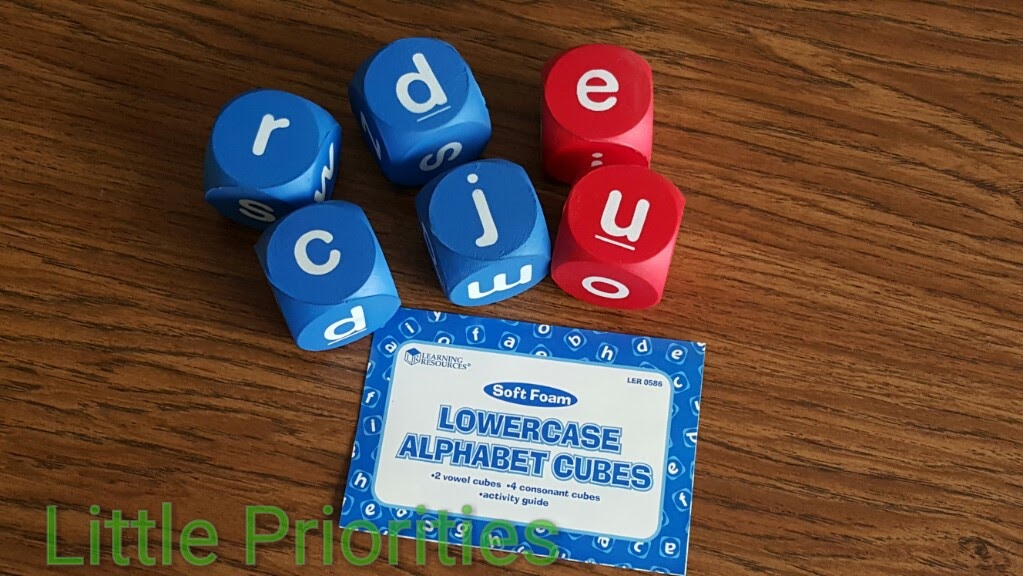 d e
r
s
j u
c
m o
d
LEARNING
RESOURCES®
LER 0586
Soft Foam
LOWERCASE
ALPHABET CUBES
•2 vowel cubes •4 consonant cubes
•activity guide
Little Priorities